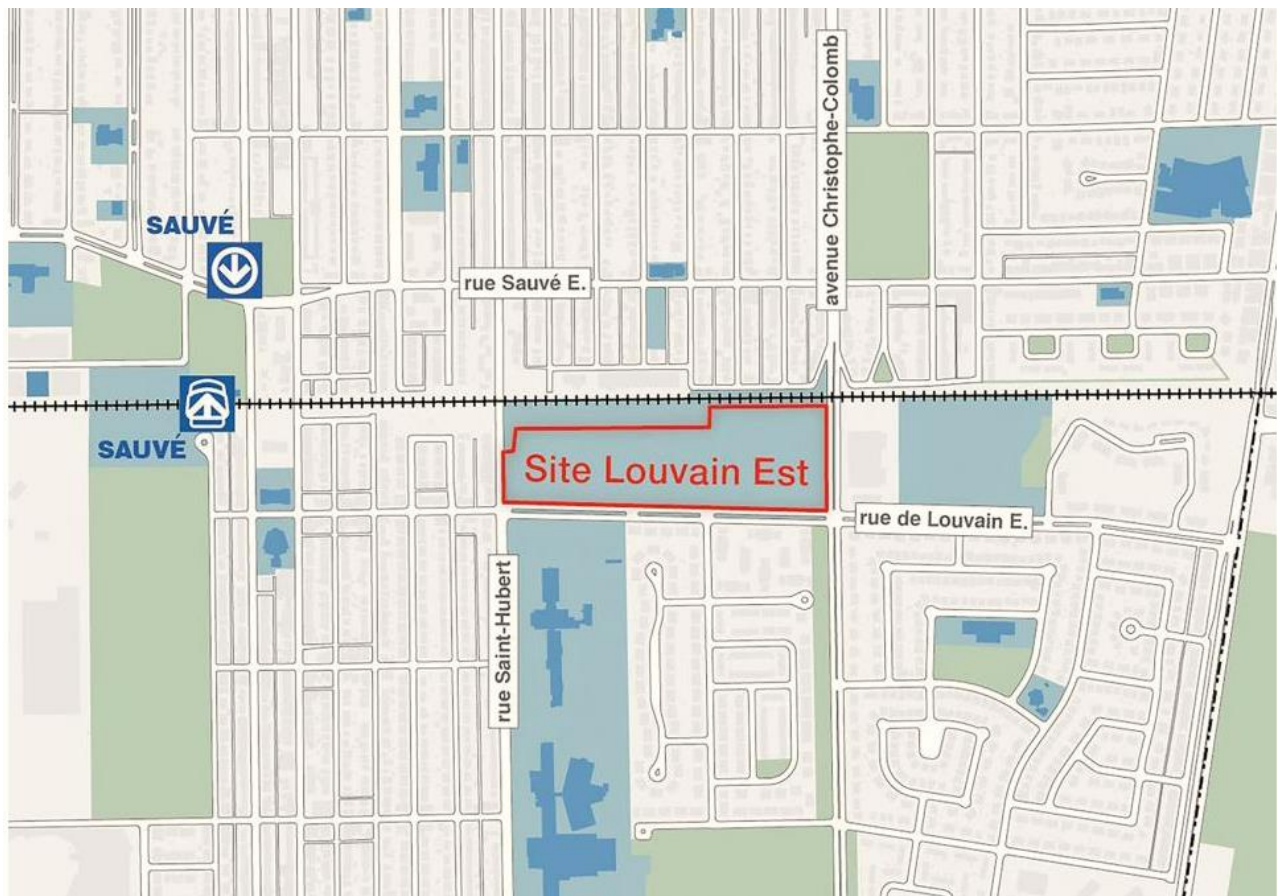 avenue Christophe-Colomb
SAUVÉ
rue Sauvé E.
SAUVÉ
Site Louvain Est
rue de Louvain E.
rue Saint-Hubert